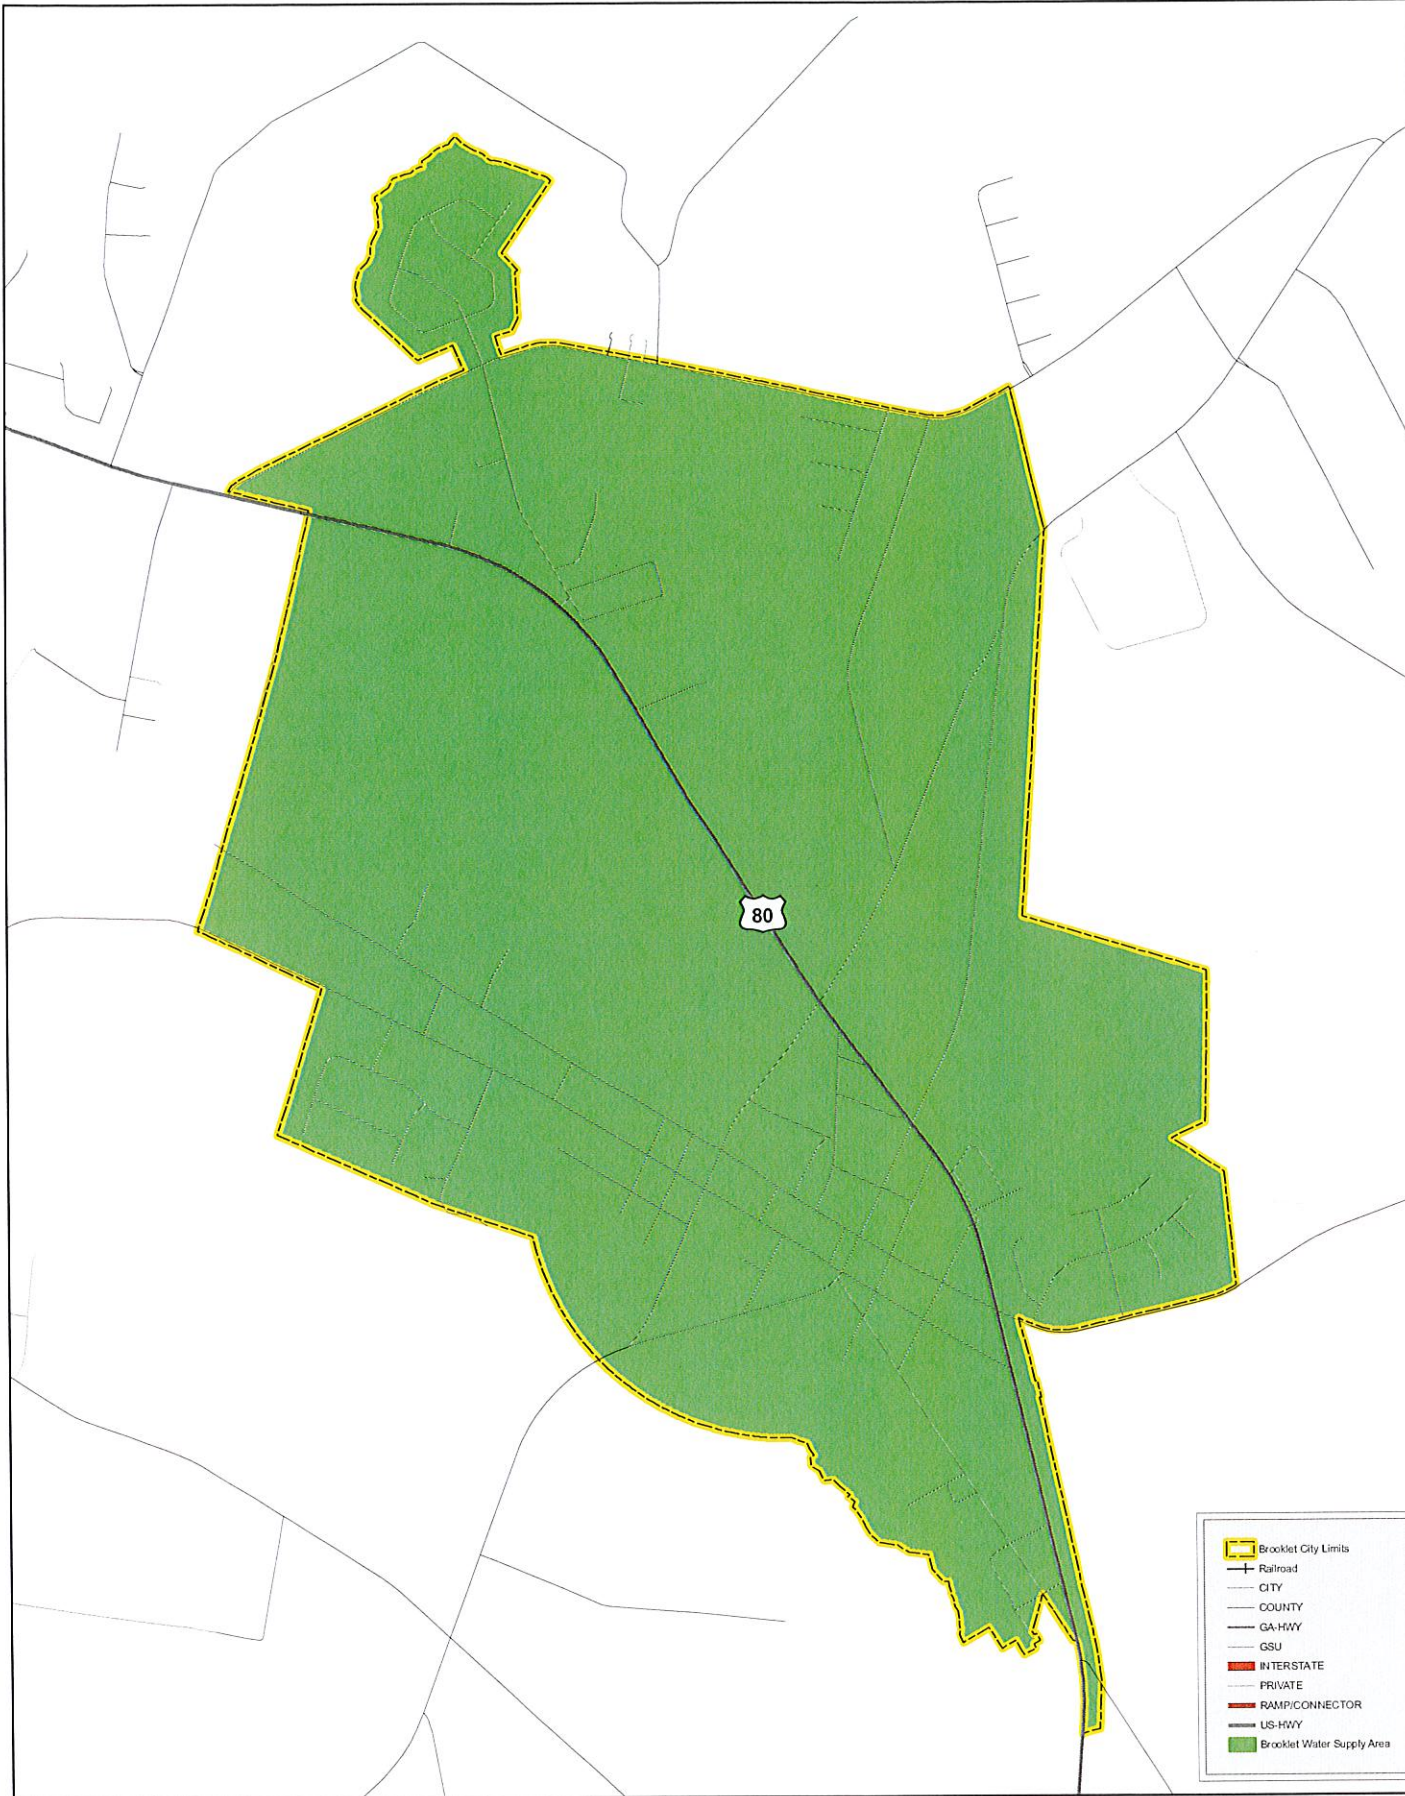 80
Brooklet City Limits
Railroad
CITY
COUNTY
GA-HWY
GSU
INTERSTATE
PRIVATE
RAMP/CONNECTOR
US-HWY
Brooklet Water Supply Area